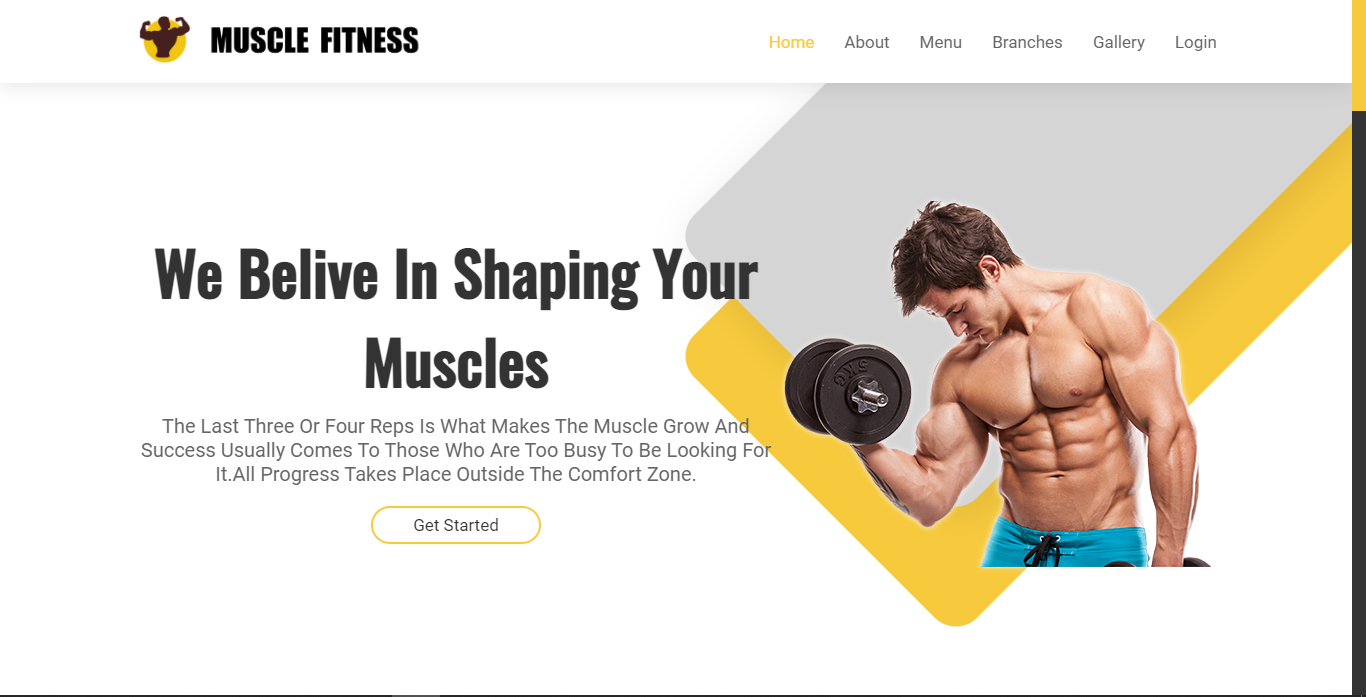 MUSCLE FITNESS
Home About Menu Branches Gallery Login
We Belive In Shaping Your
Muscles
The Last Three Or Four Reps Is What Makes The Muscle Grow And
Success Usually Comes To Those Who Are Too Busy To Be Looking For
It.All Progress Takes Place Outside The Comfort Zone.
Get Started
5KG